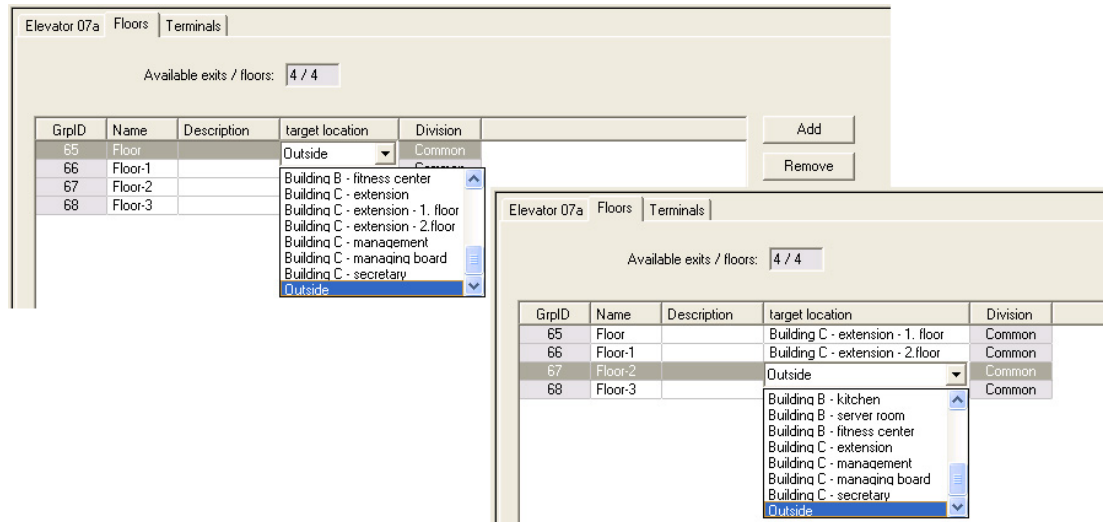 Elevator 07a Floors Terminals
Available exits / floors: 4 / 4
GrpID Name Description target location Division
65 Floor Outside Common
66 Floor-1 Common
67 Floor-2
68 Floor-3
Building B - fitness center
Building C - extension
Building C - extension - 1. floor
Building C - extension - 2.floor
Building C - management
Building C - managing board
Building C - secretary
Outside
Add
Remove
Elevator 07a Floors Terminals
Available exits / floors: 4 / 4
GrpID Name Description target location Division
65 Floor Building C - extension - 1. floor Common
66 Floor-1 Building C - extension - 2.floor Common
67 Floor-2 Outside Common
68 Floor-3 Common
Building B - kitchen
Building B - server room
Building B - fitness center
Building C - extension
Building C - management
Building C - managing board
Building C - secretary
Outside